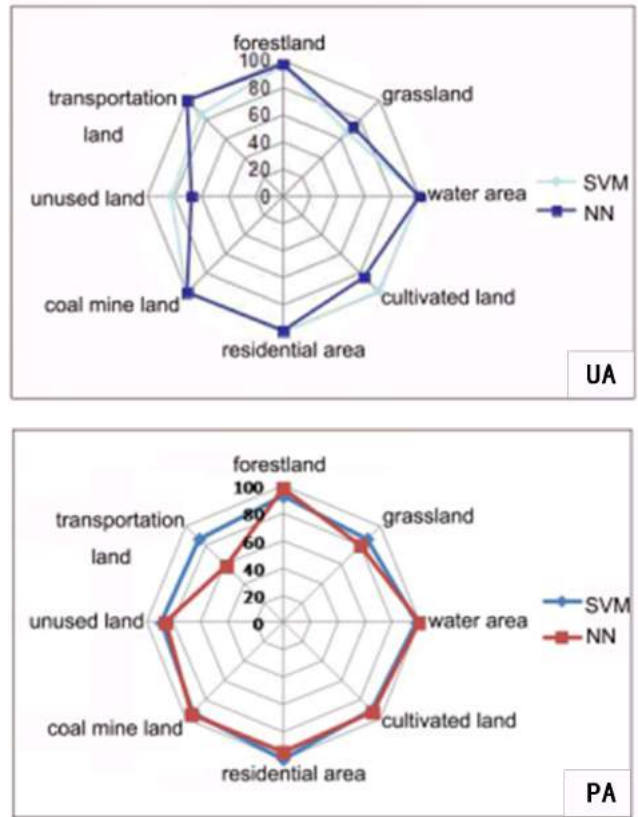 forestland
100
80
60
40
20
0
grassland
water area
cultivated land
residential area
coal mine land
unused land
transportation
land
SVM
NN
UA
forestland
100
80
60
40
20
0
grassland
water area
cultivated land
residential area
coal mine land
unused land
transportation
land
SVM
NN
PA